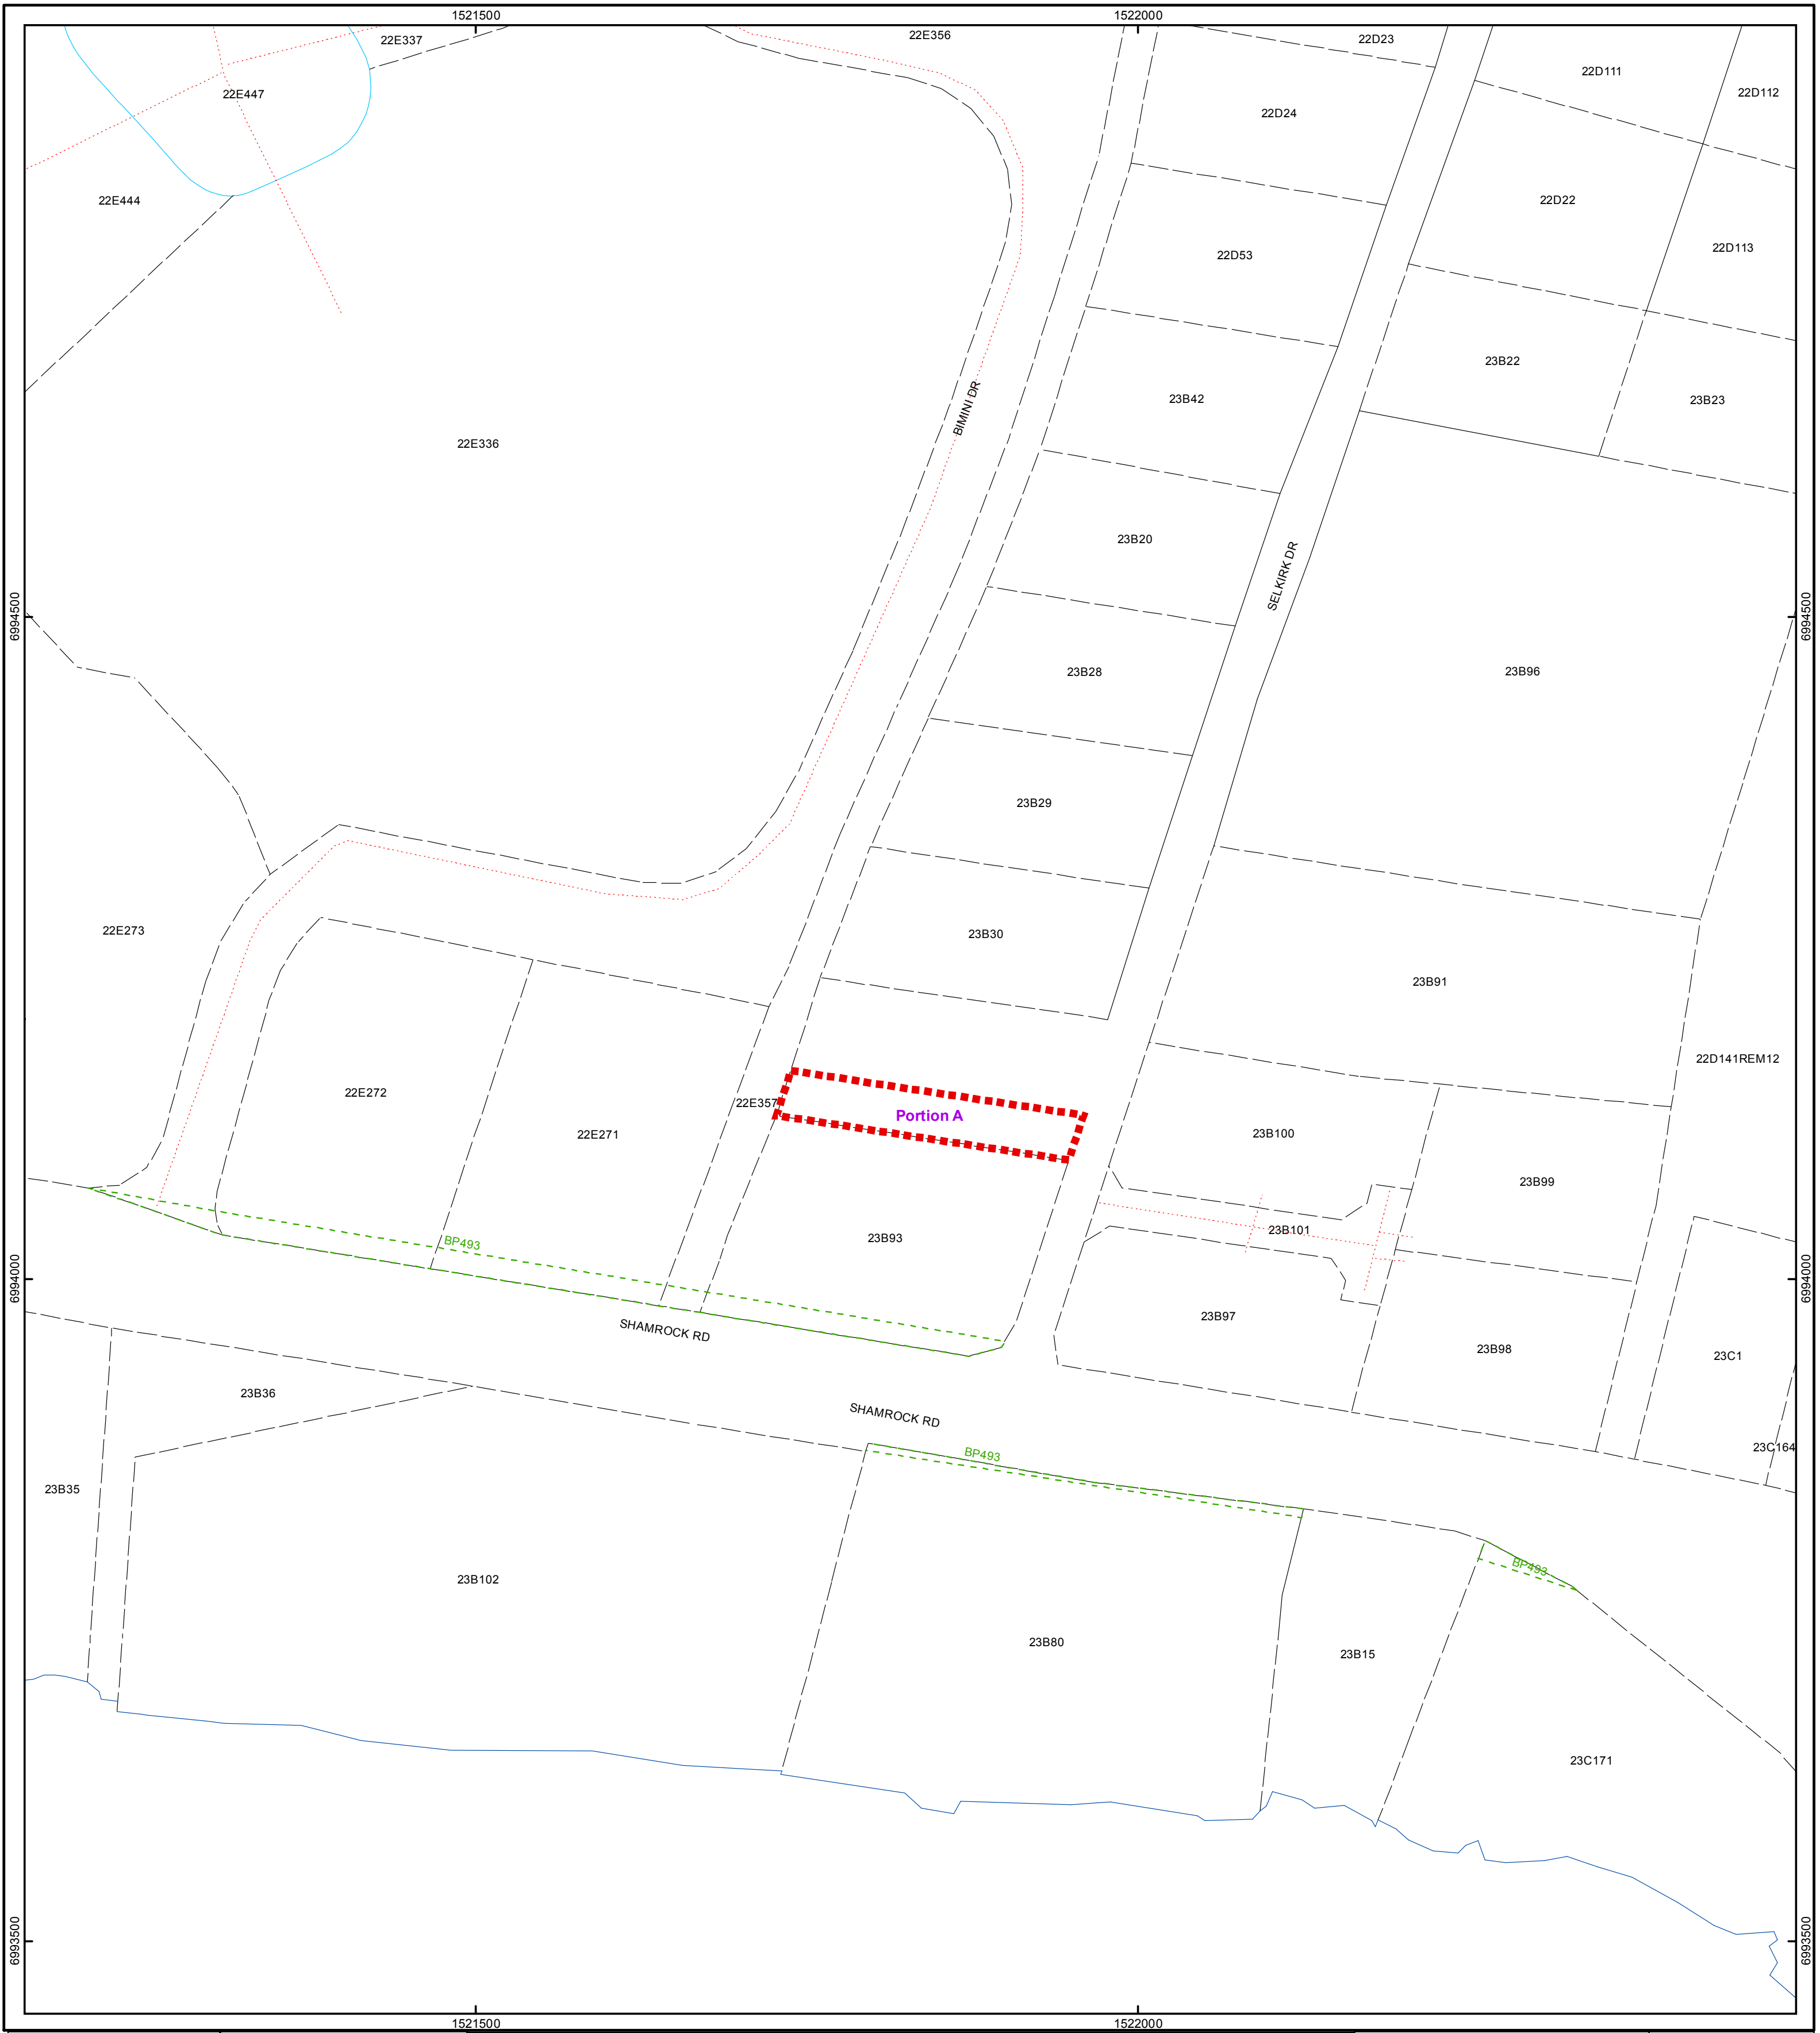 1521500
1522000
22E337
22E356
22D23
22D111
22D112
22E447
22D24
22E444
22D22
22D113
22D53
23B22
23B42
23B23
BIMINI DR
22E336
23B20
SELKIRK DR
6994500
6994500
23B28
23B96
23B29
22E273
23B30
23B91
22D141REM12
22E272
22E357
Portion A
22E271
23B100
23B99
23B101
23B93
BP493
6994000
6994000
SHAMROCK RD
23B97
23B98
23C1
23B36
SHAMROCK RD
BP493
23C164
23B35
BP493
23B102
23B80
23B15
23C171
6993500
6993500
1521500
1522000